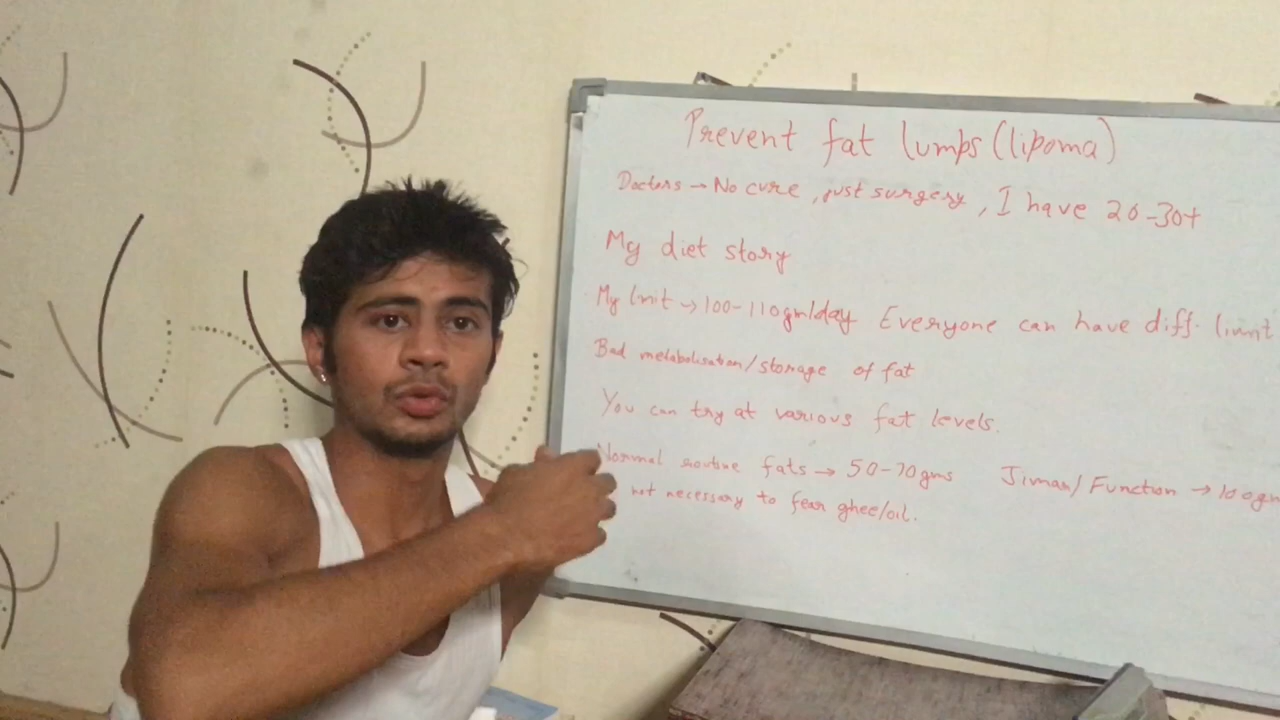 Prevent fat lumps (lipoma)
Doctors → No cure, just surgery, I have 20-30+
My diet story
My limit → 100-110gm/day Everyone can have diff. limit
Bad metabolisation/storage of fat
You can try at various fat levels.
Normal routine fats → 50-70gms Jiman/Function → 100gm
not necessary to fear ghee/oil.